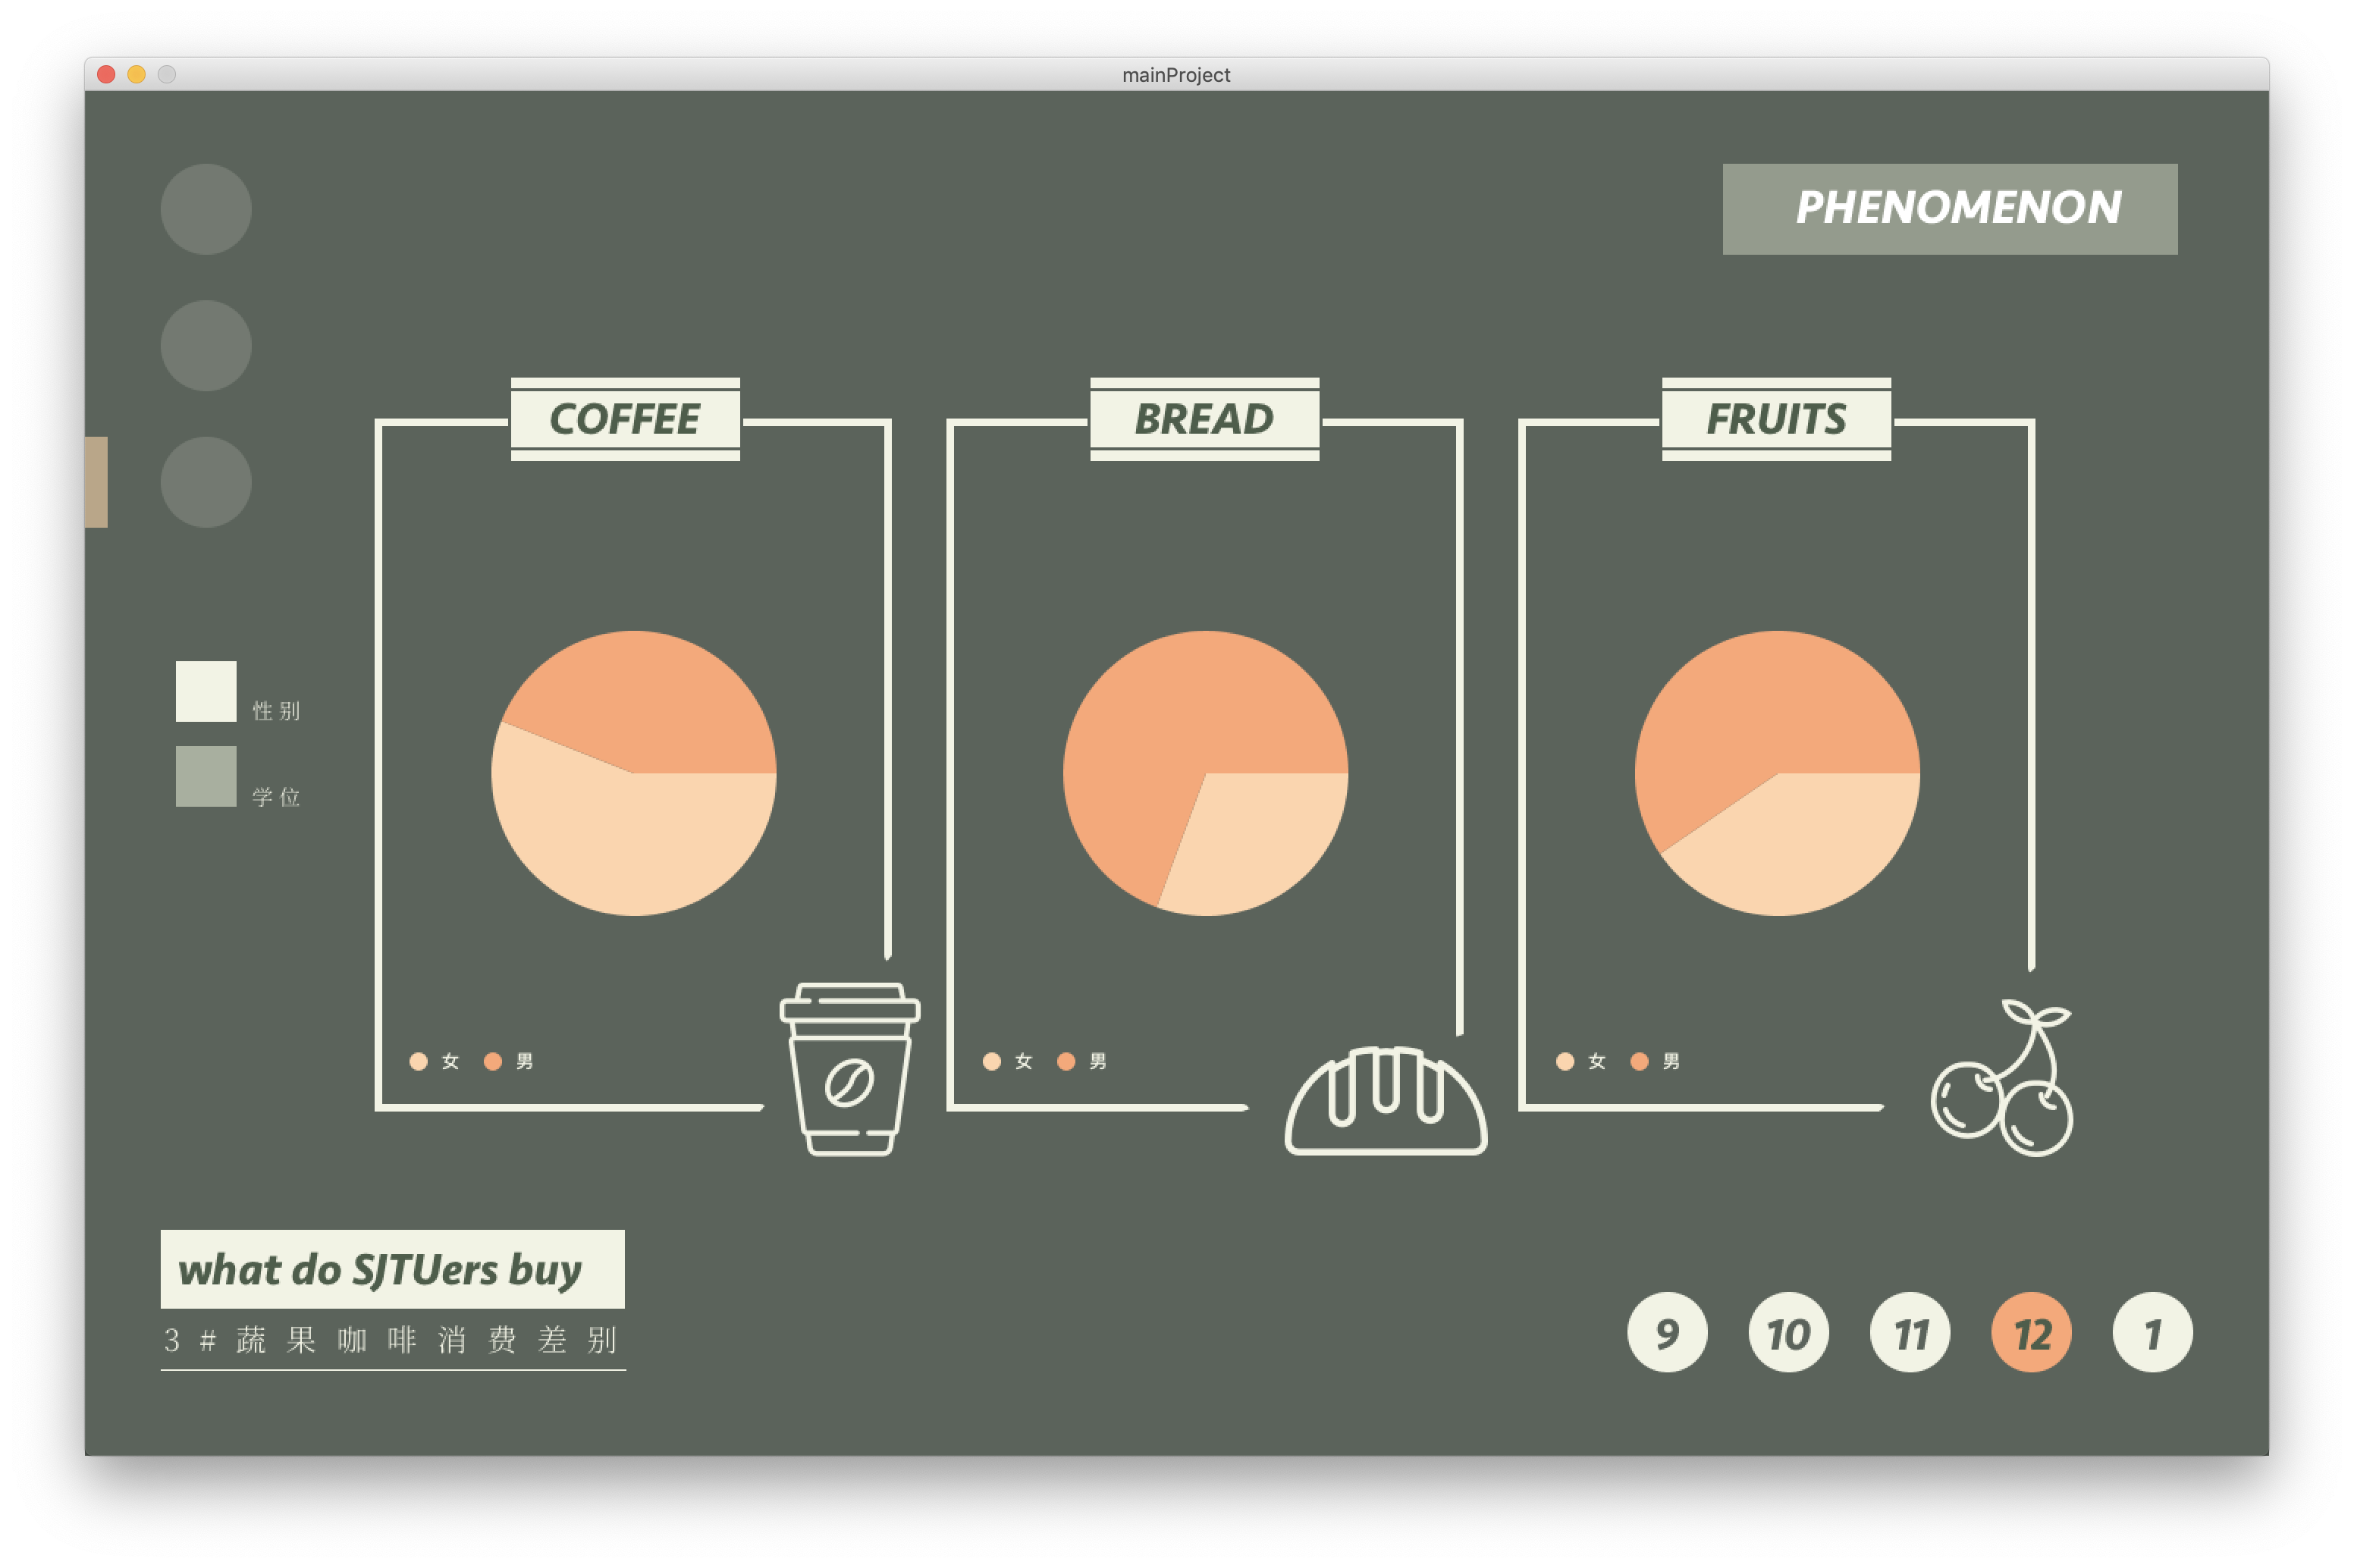 mainProject
PHENOMENON
COFFEE
BREAD
FRUITS
性别
学位
女 男
女 男
女 男
what do SJTUers buy
3#蔬果咖啡消费差别
9 10 11 12 1